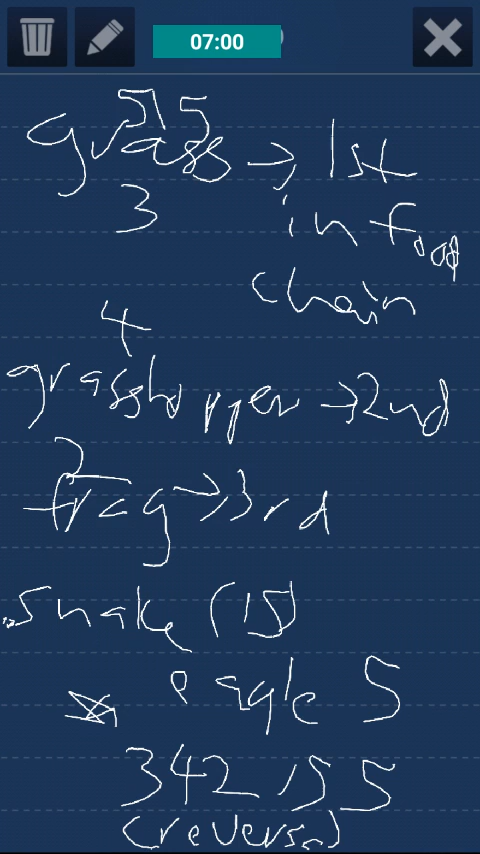 07:00
515
grass → 1st
3
in food
chain
4
grasshopper → 2nd
2
frog → 3rd
snake (15)
eagle 5
342 15 5
(reverse)